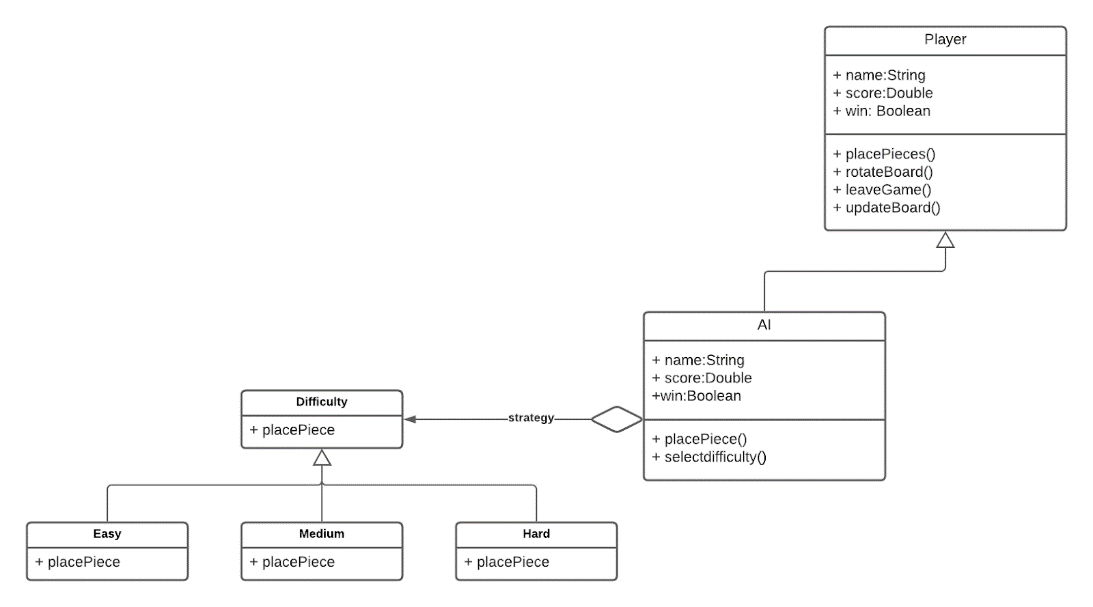 Player
+ name:String
+ score:Double
+ win: Boolean
+ placePieces()
+ rotateBoard()
+ leaveGame()
+ updateBoard()
AI
+ name:String
+ score:Double
+win:Boolean
+ placePiece()
+ selectdifficulty()
strategy
Difficulty
+ placePiece
Easy
+ placePiece
Medium
+ placePiece
Hard
+ placePiece